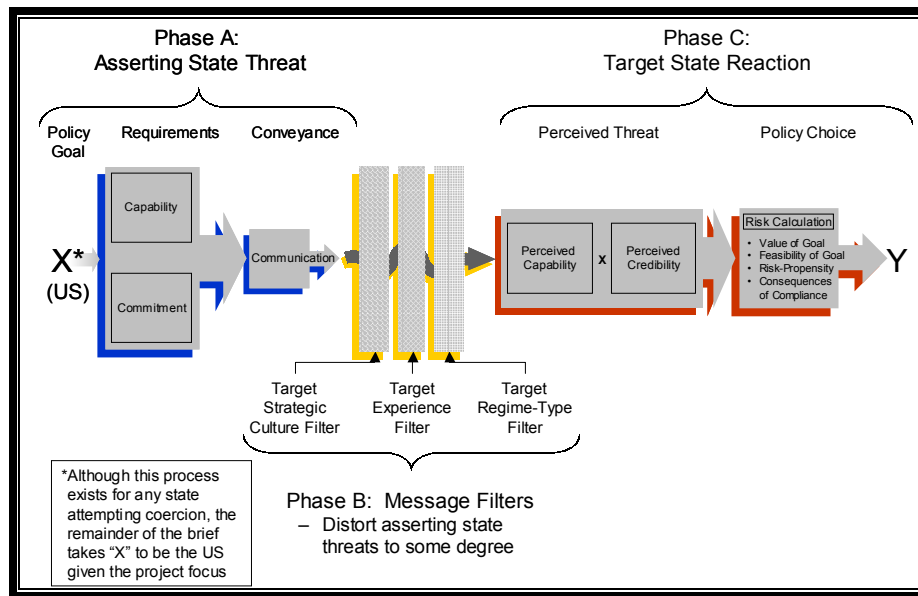 Phase A:
Asserting State Threat
Phase C:
Target State Reaction
Policy
Goal
Requirements
Conveyance
Perceived Threat
Policy Choice
X*
(US)
Capability
Commitment
Communication
Perceived
Capability
x
Perceived
Credibility
Risk Calculation
• Value of Goal
• Feasibility of Goal
• Risk-Propensity
• Consequences
of Compliance
Y
Target
Strategic
Culture Filter
Target
Experience
Filter
Target
Regime-Type
Filter
Phase B: Message Filters
– Distort asserting state
threats to some degree
*Although this process
exists for any state
attempting coercion, the
remainder of the brief
takes “X” to be the US
given the project focus